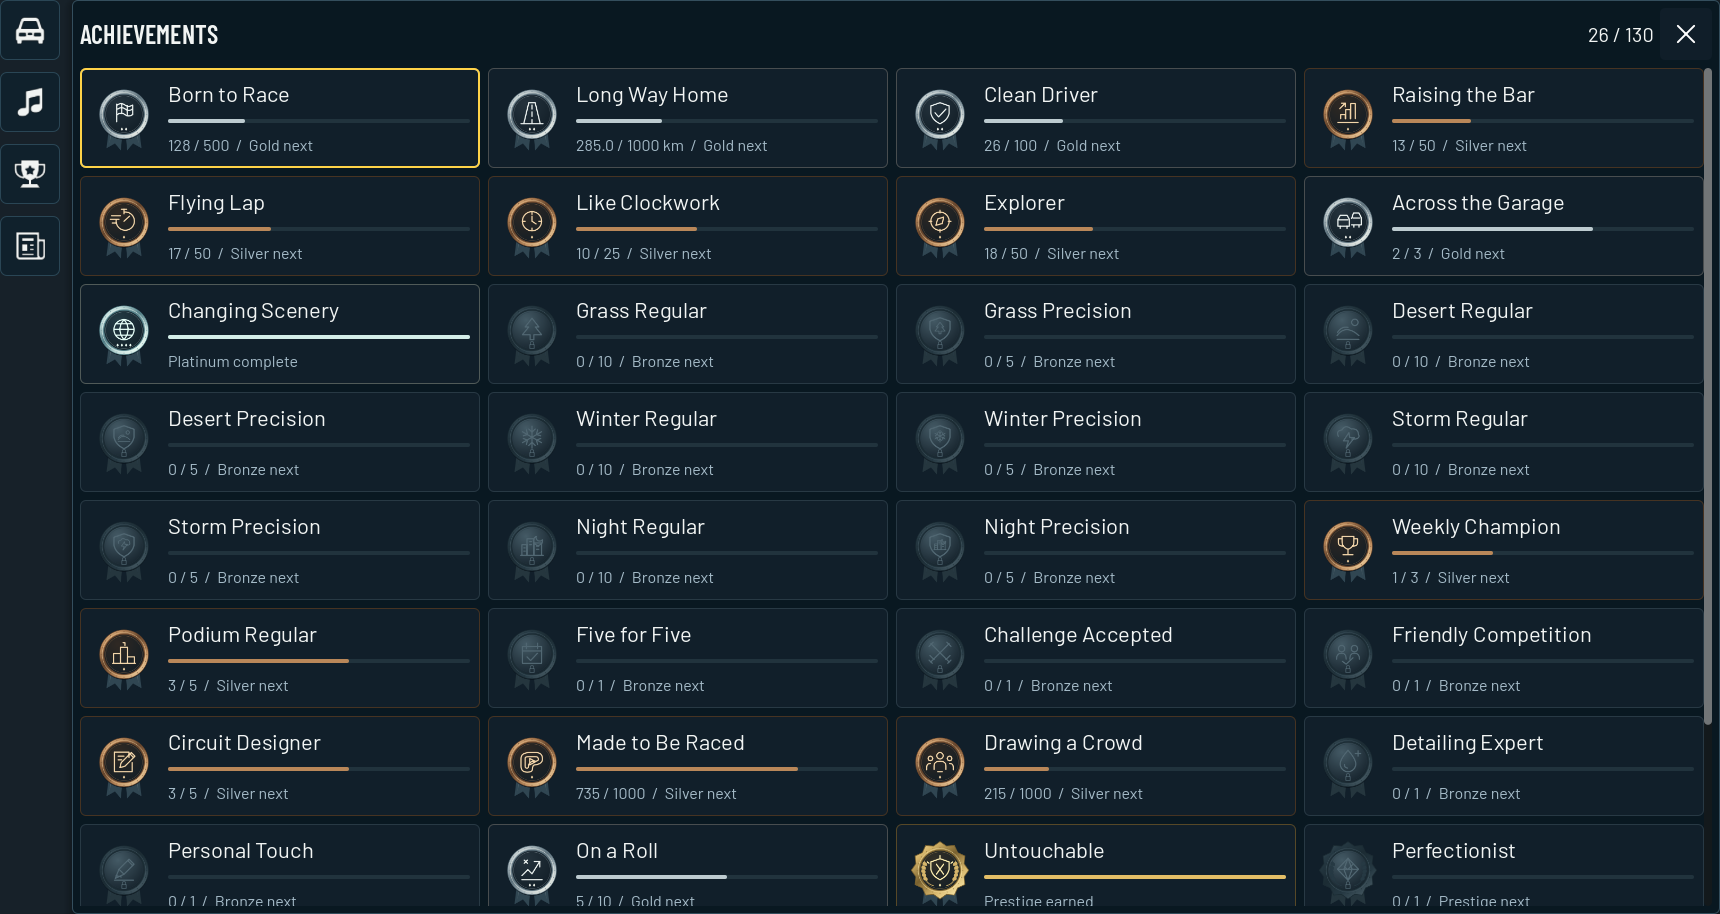 ACHIEVEMENTS
26 / 130
Born to Race
128 / 500 / Gold next
Long Way Home
285.0 / 1000 km / Gold next
Clean Driver
26 / 100 / Gold next
Raising the Bar
13 / 50 / Silver next
Flying Lap
17 / 50 / Silver next
Like Clockwork
10 / 25 / Silver next
Explorer
18 / 50 / Silver next
Across the Garage
2 / 3 / Gold next
Changing Scenery
Platinum complete
Grass Regular
0 / 10 / Bronze next
Grass Precision
0 / 5 / Bronze next
Desert Regular
0 / 10 / Bronze next
Desert Precision
0 / 5 / Bronze next
Winter Regular
0 / 10 / Bronze next
Winter Precision
0 / 5 / Bronze next
Storm Regular
0 / 10 / Bronze next
Storm Precision
0 / 5 / Bronze next
Night Regular
0 / 10 / Bronze next
Night Precision
0 / 5 / Bronze next
Weekly Champion
1 / 3 / Silver next
Podium Regular
3 / 5 / Silver next
Five for Five
0 / 1 / Bronze next
Challenge Accepted
0 / 1 / Bronze next
Friendly Competition
0 / 1 / Bronze next
Circuit Designer
3 / 5 / Silver next
Made to Be Raced
735 / 1000 / Silver next
Drawing a Crowd
215 / 1000 / Silver next
Detailing Expert
0 / 1 / Bronze next
Personal Touch
0 / 1 / Bronze next
On a Roll
5 / 10 / Gold next
Untouchable
Prestige earned
Perfectionist
0 / 1 / Prestige next